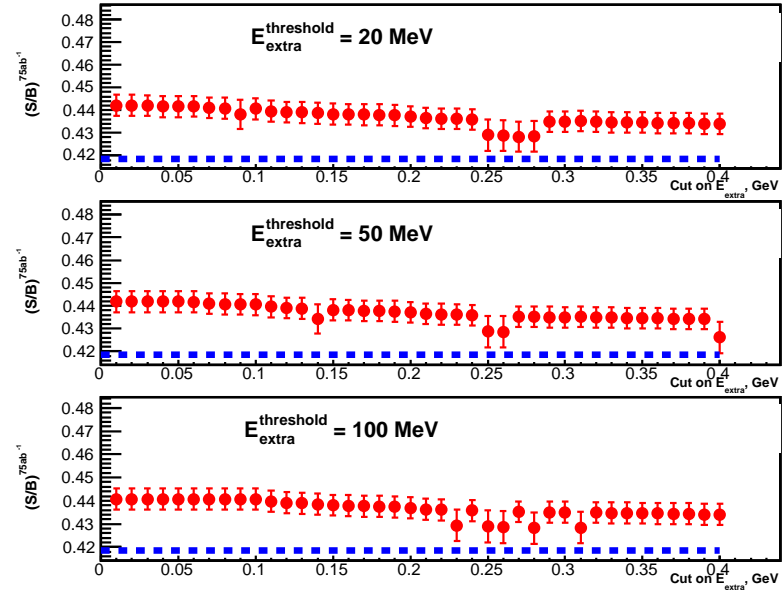 E_extra^threshold = 20 MeV
(S/B)^75ab^-1
0.48
0.47
0.46
0.45
0.44
0.43
0.42
0 0.05 0.1 0.15 0.2 0.25 0.3 0.35 0.4
Cut on E_extra, GeV
E_extra^threshold = 50 MeV
(S/B)^75ab^-1
0.48
0.47
0.46
0.45
0.44
0.43
0.42
0 0.05 0.1 0.15 0.2 0.25 0.3 0.35 0.4
Cut on E_extra, GeV
E_extra^threshold = 100 MeV
(S/B)^75ab^-1
0.48
0.47
0.46
0.45
0.44
0.43
0.42
0 0.05 0.1 0.15 0.2 0.25 0.3 0.35 0.4
Cut on E_extra, GeV